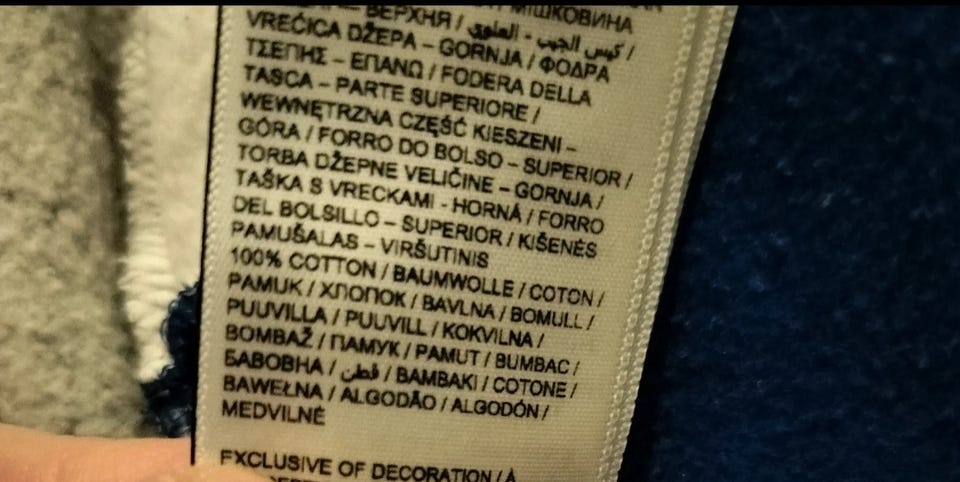 МІШКОВИНА
ВЕРХНЯ / كيس الجيب - العلوي /
VREĆICA DŽEPA – GORNJA / ΦΟΔΡΑ
ΤΣΕΠΗΣ – ΕΠΑΝΩ / FODERA DELLA
TASCA – PARTE SUPERIORE /
WEWNĘTRZNA CZĘŚĆ KIESZENI –
GÓRA / FORRO DO BOLSO – SUPERIOR /
TORBA DŽEPNE VELIČINE – GORNJA /
TAŠKA S VRECKAMI - HORNÁ / FORRO
DEL BOLSILLO – SUPERIOR / KIŠENĖS
PAMUŠALAS – VIRŠUTINIS
100% COTTON / BAUMWOLLE / COTON /
PAMUK / ХЛОПОК / BAVLNA / BOMULL /
PUUVILLA / PUUVILL / KOKVILNA /
BOMBAŽ / ПАМУК / PAMUT / BUMBAC /
БАВОВНА / قطن / BAMBAKI / COTONE /
BAWEŁNA / ALGODÃO / ALGODÓN /
MEDVILNĖ
EXCLUSIVE OF DECORATION / À